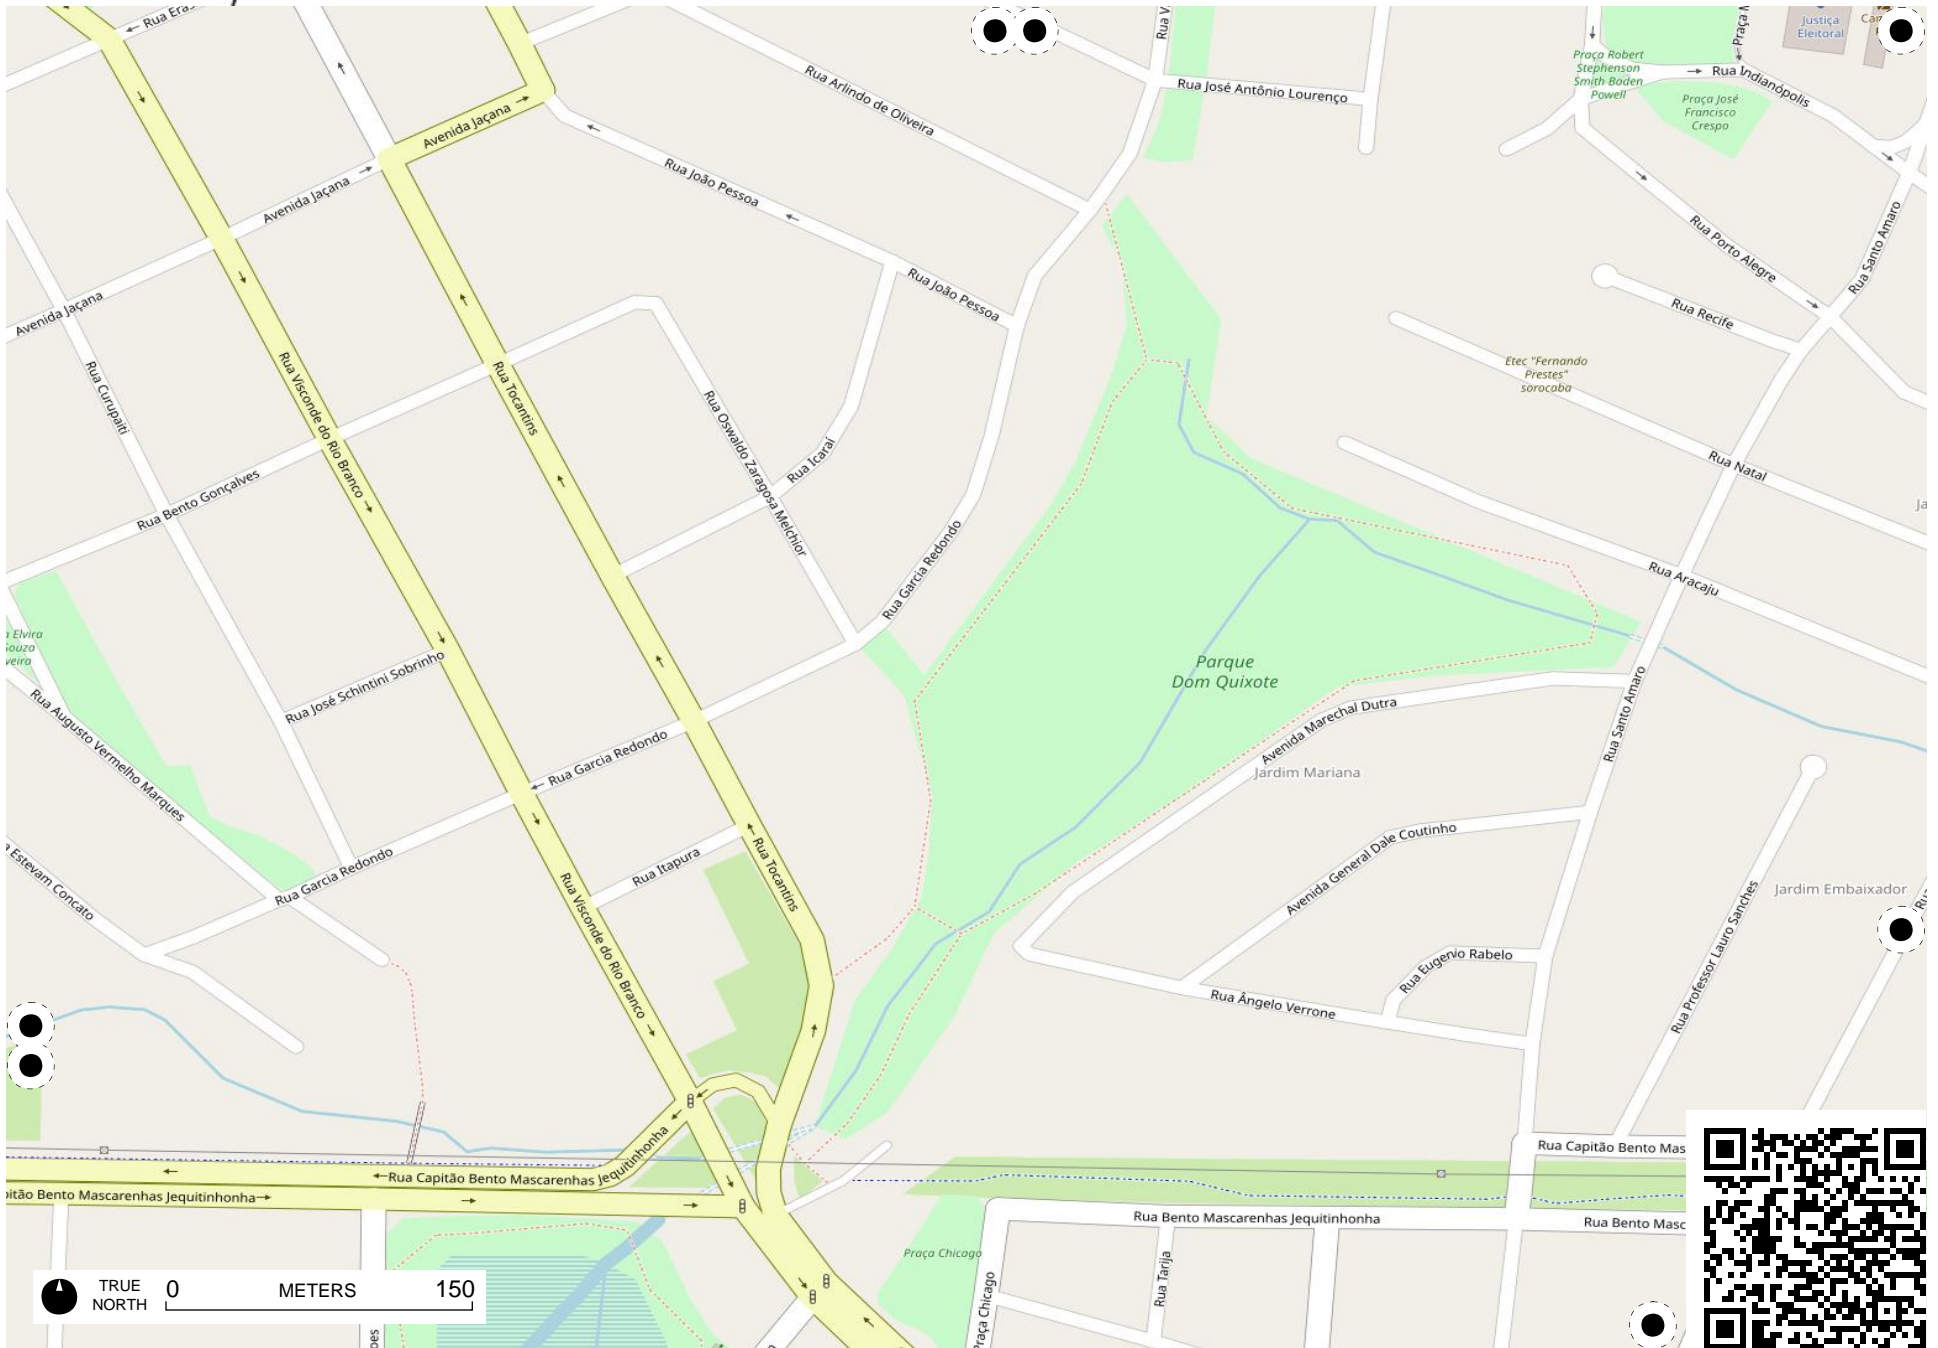 Rua
Justiça
Eleitoral
Praça Robert
Stephenson
Smith Baden
Powell
Rua Indianópolis
Praça José
Francisco
Crespo
Rua Arlindo de Oliveira
Rua José Antônio Lourenço
Avenida Jaçana
Avenida Jaçana
Avenida Jaçana
Rua João Pessoa
Rua João Pessoa
Rua Porto Alegre
Rua Santo Amaro
Rua Recife
Rua Curupaiti
Rua Visconde do Rio Branco
Rua Tocantins
Rua Oswaldo Zaragosa Melchior
Rua Icaraí
Etec "Fernando
Prestes"
sorocaba
Rua Natal
Rua Bento Gonçalves
Rua Garcia Redondo
Rua Aracaju
Elvira
Souza
Rua José Schintini Sobrinho
Parque
Dom Quixote
Rua Augusto Vermelho Marques
Rua Garcia Redondo
Avenida Marechal Dutra
Rua Santo Amaro
Jardim Mariana
Rua Garcia Redondo
Rua Itapura
Rua Tocantins
Avenida General Dale Coutinho
Estevam Concato
Rua Visconde do Rio Branco
Jardim Embaixador
Rua Professor Lauro Sanches
Rua Eugenio Rabelo
Rua Ângelo Verrone
Rua Capitão Bento Mascarenhas Jequitinhonha
Bento Mascarenhas Jequitinhonha
Rua Capitão Bento Mas
Rua Bento Mascarenhas Jequitinhonha
Rua Bento Masc
Praça Chicago
Praça Chicago
Rua Tarija
TRUE
NORTH
0 METERS 150